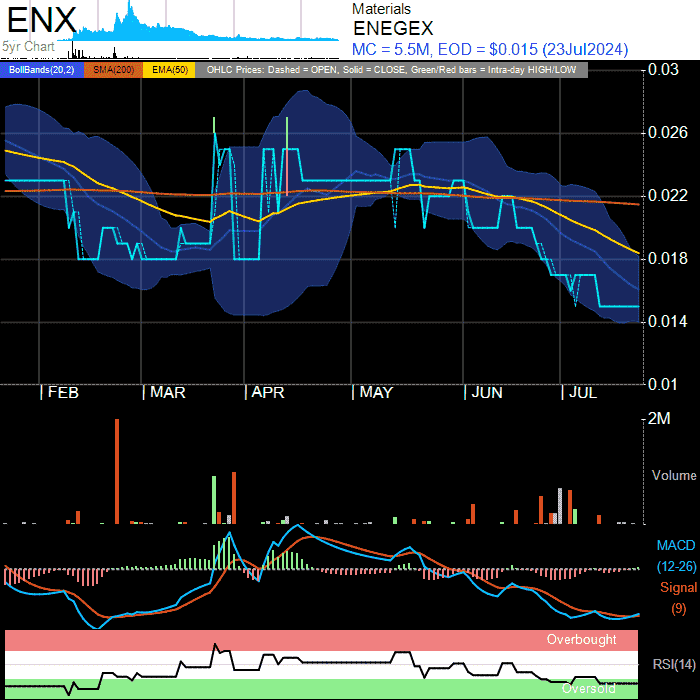 ENX
5yr Chart
Materials
ENEGEX
MC = 5.5M, EOD = $0.015 (23Jul2024)
BollBands(20,2) SMA(200) EMA(50) OHLC Prices: Dashed = OPEN, Solid = CLOSE, Green/Red bars = Intra-day HIGH/LOW
0.03
0.026
0.022
0.018
0.014
0.01
| FEB | MAR | APR | MAY | JUN | JUL
2M
Volume
MACD
(12-26)
Signal
(9)
Overbought
RSI(14)
Oversold